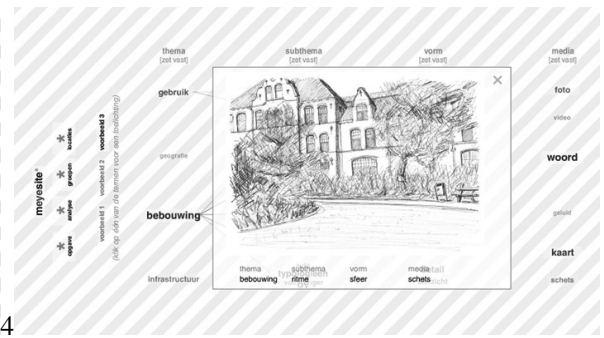 thema
[zet vast]
subthema
[zet vast]
vorm
[zet vast]
media
[zet vast]
gebruik
geografie
bebouwing
infrastructuur
foto
video
woord
geluid
kaart
schets
meyesite*
* opgave
* analyse
* groepen
* locaties
voorbeeld 1 voorbeeld 2 voorbeeld 3
(klik op één van de termen voor een toelichting)
thema subthema vorm media
bebouwing ritme sfeer schets
4